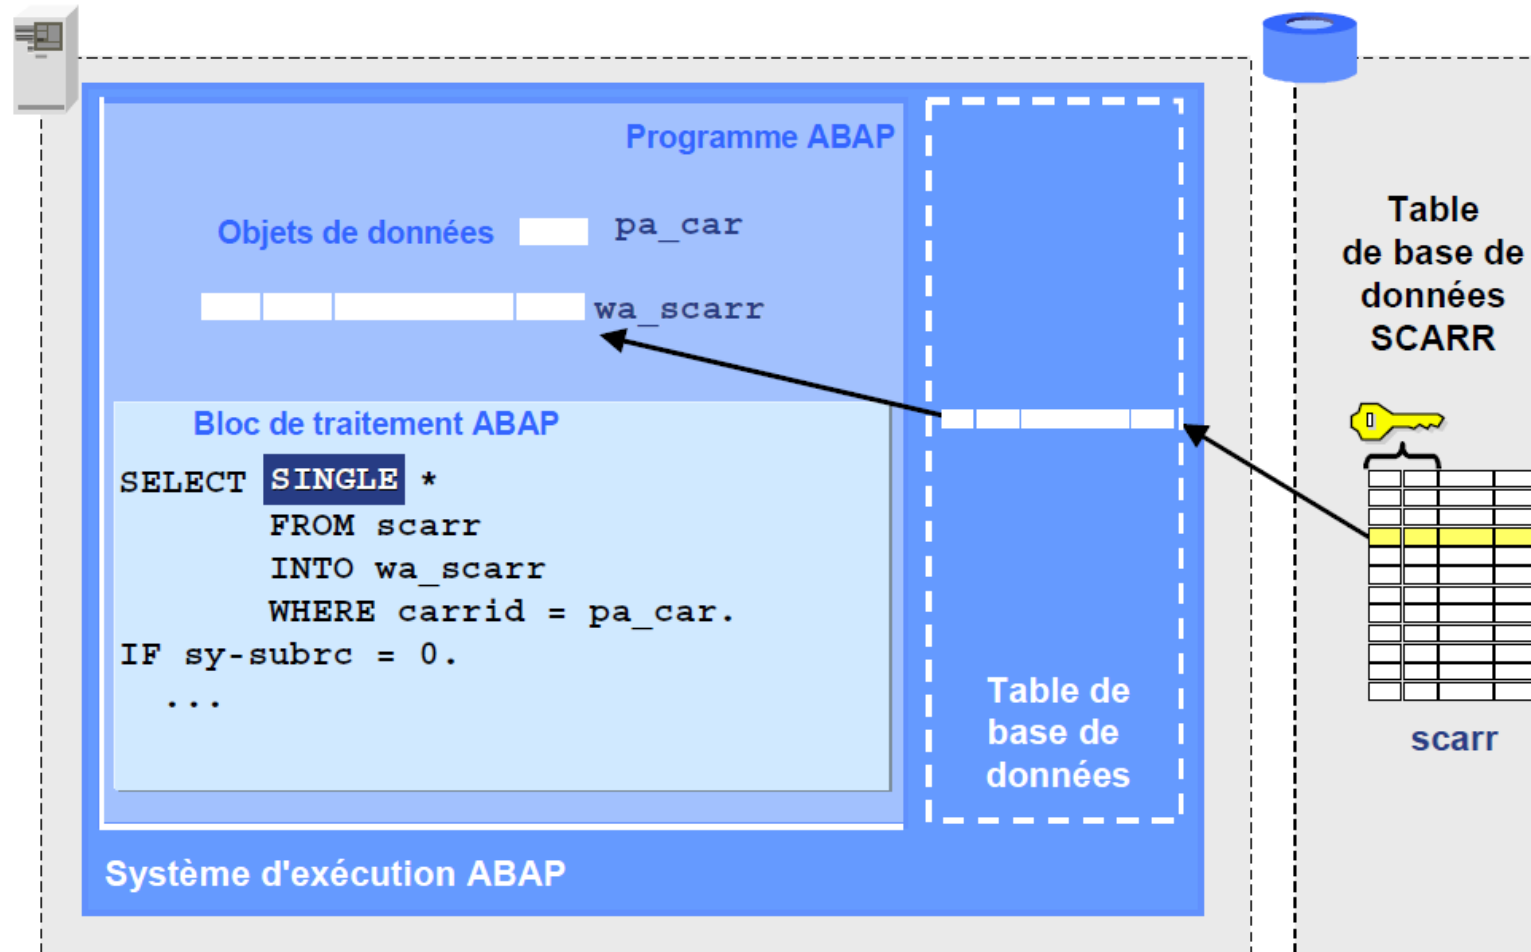 Programme ABAP
Objets de données
pa_car
wa_scarr
Bloc de traitement ABAP
SELECT SINGLE *
FROM scarr
INTO wa_scarr
WHERE carrid = pa_car.
IF sy-subrc = 0.
...
Table de
base de
données
Système d'exécution ABAP
Table
de base de
données
SCARR
scarr